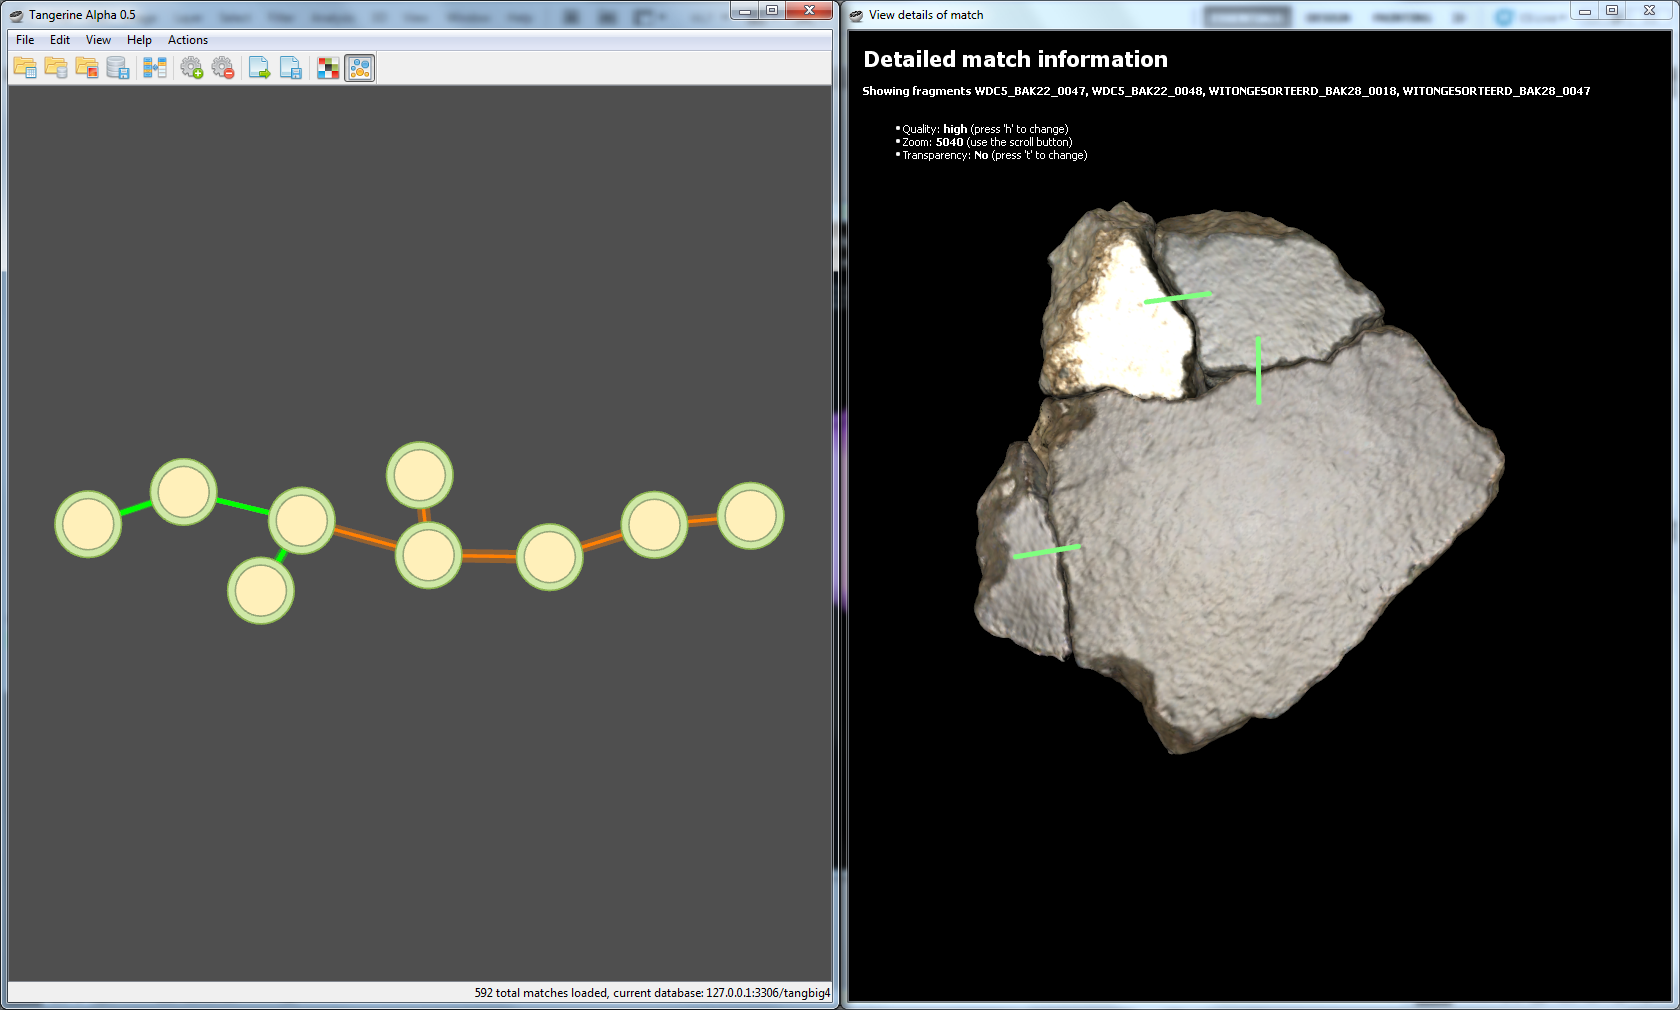 Tangerine Alpha 0.5
File Edit View Help Actions
592 total matches loaded, current database: 127.0.0.1:3306/tangbig4
View details of match
Detailed match information
Showing fragments WDC5_BAK22_0047, WDC5_BAK22_0048, WITONGESORTEERD_BAK28_0018, WITONGESORTEERD_BAK28_0047
• Quality: high (press 'h' to change)
• Zoom: 5040 (use the scroll button)
• Transparency: No (press 't' to change)